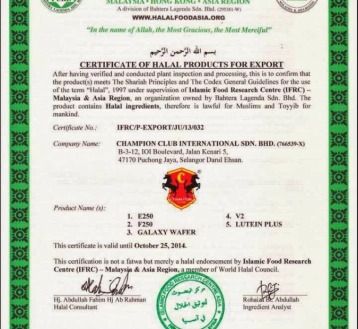 MALAYSIA • HONG KONG • ASIA REGION
A division of Bahtera Lagenda Sdn. Bhd. (725381-W)
WWW.HALALFOODASIA.ORG
"In the name of Allah, the Most Gracious, the Most Merciful"
بسم الله الرحمن الرحيم
CERTIFICATE OF HALAL PRODUCTS FOR EXPORT
After having verified and conducted plant inspection and processing, this is to confirm that
the product(s) meets The Shariah Principles and The Codex General Guidelines for the use
of the term "Halal", 1997 under supervision of Islamic Food Research Centre (IFRC) –
Malaysia & Asia Region, an organization owned by Bahtera Lagenda Sdn. Bhd. The
product contains Halal ingredients, therefore is lawful for Muslims and Toyyib for
mankind.
Certificate No.: IFRC/P-EXPORT/JU/13/032
Company Name: CHAMPION CLUB INTERNATIONAL SDN. BHD. (766539-X)
B-3-12, IOI Boulevard, Jalan Kenari 5,
47170 Puchong Jaya, Selangor Darul Ehsan.
Product Name (s):
1. E250 4. V2
2. F250 5. LUTEIN PLUS
3. GALAXY WAFER
This certificate is valid until October 25, 2014.
This certification is not a fatwa but merely a halal endorsement by Islamic Food Research
Centre (IFRC) – Malaysia & Asia Region, a member of World Halal Council.
Hj. Abdullah Fahim Hj Ab Rahman
Halal Consultant
Abdullah
Ingredient Analyst